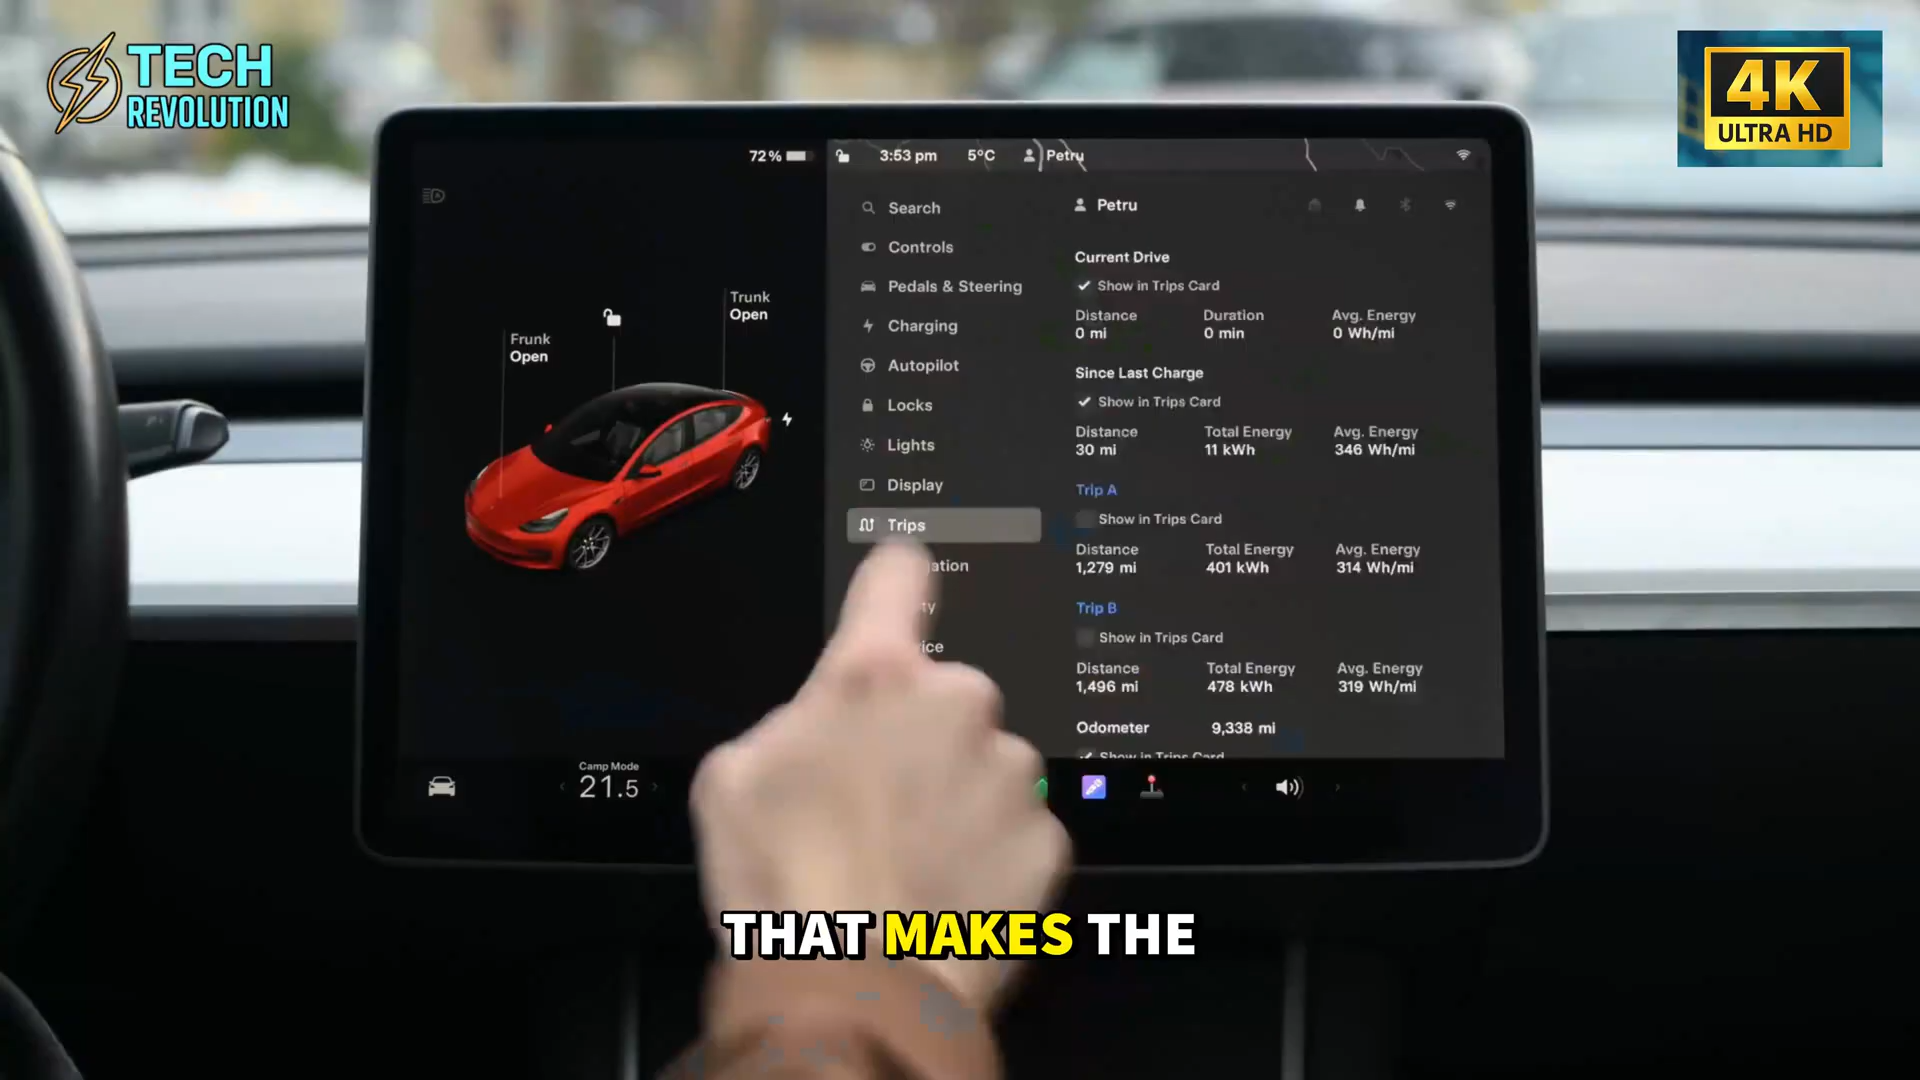 TECH
REVOLUTION
4K
ULTRA HD
72%
3:53 pm
5°C
Petru
Search
Controls
Pedals & Steering
Charging
Autopilot
Locks
Lights
Display
Trips
Petru
Current Drive
Show in Trips Card
Distance Duration Avg. Energy
0 mi 0 min 0 Wh/mi
Since Last Charge
Show in Trips Card
Distance Total Energy Avg. Energy
30 mi 11 kWh 346 Wh/mi
Trip A
Show in Trips Card
Distance Total Energy Avg. Energy
1,279 mi 401 kWh 314 Wh/mi
Trip B
Show in Trips Card
Distance Total Energy Avg. Energy
1,496 mi 478 kWh 319 Wh/mi
Odometer 9,338 mi
Show in Trips Card
Frunk
Open
Trunk
Open
Camp Mode
21.5
THAT MAKES THE